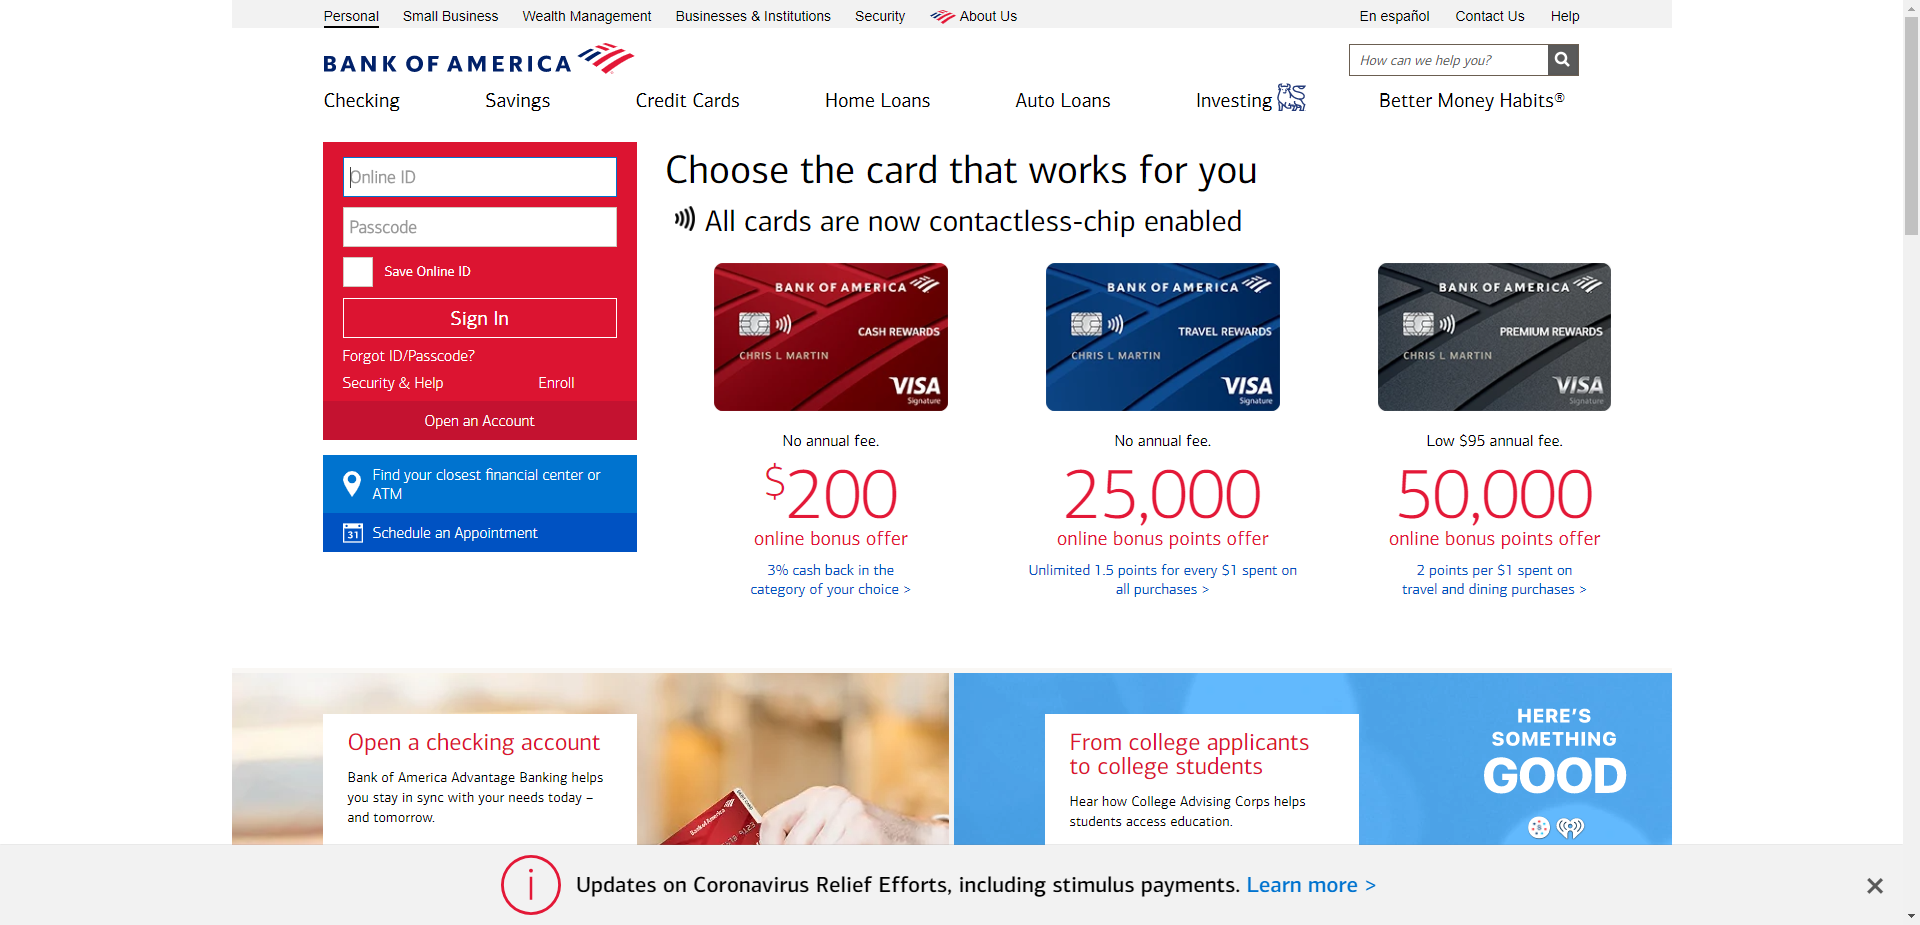 Personal
Small Business
Wealth Management
Businesses & Institutions
Security
About Us
En español
Contact Us
Help
BANK OF AMERICA
How can we help you?
Checking
Savings
Credit Cards
Home Loans
Auto Loans
Investing
Better Money Habits®
Online ID
Passcode
Save Online ID
Sign In
Forgot ID/Passcode?
Security & Help
Enroll
Open an Account
Find your closest financial center or
ATM
31
Schedule an Appointment
Choose the card that works for you
All cards are now contactless-chip enabled
BANK OF AMERICA
CASH REWARDS
CHRIS L MARTIN
VISA
Signature
No annual fee.
$200
online bonus offer
3% cash back in the
category of your choice >
BANK OF AMERICA
TRAVEL REWARDS
CHRIS L MARTIN
VISA
Signature
No annual fee.
25,000
online bonus points offer
Unlimited 1.5 points for every $1 spent on
all purchases >
BANK OF AMERICA
PREMIUM REWARDS
CHRIS L MARTIN
VISA
Signature
Low $95 annual fee.
50,000
online bonus points offer
2 points per $1 spent on
travel and dining purchases >
Open a checking account
Bank of America Advantage Banking helps
you stay in sync with your needs today –
and tomorrow.
Bank of America
From college applicants
to college students
Hear how College Advising Corps helps
students access education.
HERE'S
SOMETHING
GOOD
Updates on Coronavirus Relief Efforts, including stimulus payments. Learn more >